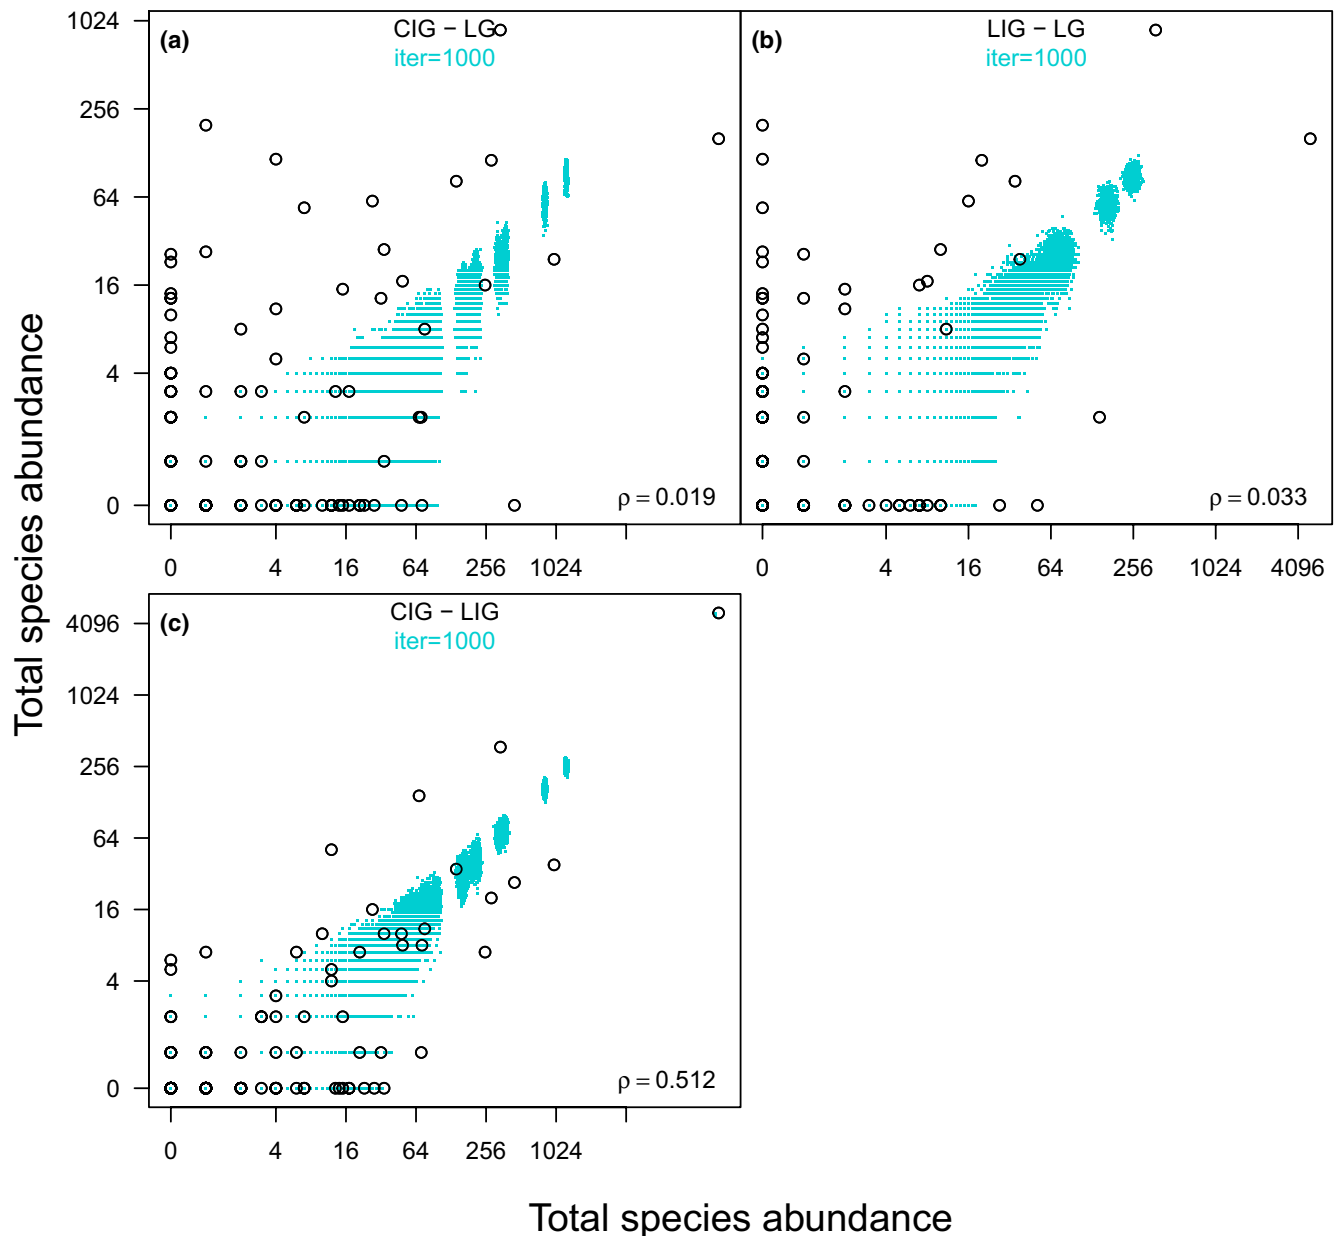 (a) CIG − LG
iter=1000
1024
256
64
16
4
0
ρ = 0.019
0 4 16 64 256 1024
(b) LIG − LG
iter=1000
ρ = 0.033
0 4 16 64 256 1024 4096
(c) CIG − LIG
iter=1000
4096
1024
256
64
16
4
0
ρ = 0.512
0 4 16 64 256 1024
Total species abundance
Total species abundance